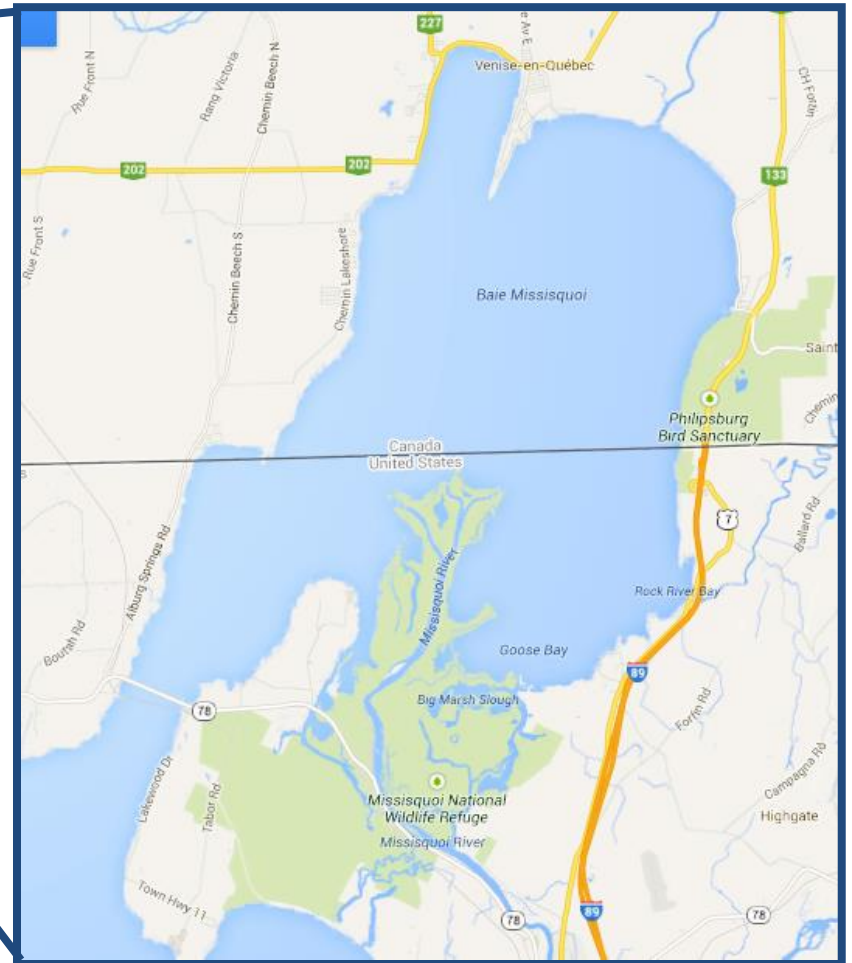 227
e Av E
Venise-en-Québec
Rue Front N
Rang Victoria
Chemin Beech N
CH Fortin
202
202
133
Rue Front S
Chemin Beech S
Chemin Lakeshore
Baie Missisquoi
Saint
Philipsburg
Bird Sanctuary
Chemin
Canada
United States
s
7
Ballard Rd
Alburg Springs Rd
Missisquoi River
Rock River Bay
Goose Bay
89
Big Marsh Slough
78
Forfin Rd
Lakewood Dr
Tabor Rd
Campagna Rd
Missisquoi National
Wildlife Refuge
Highgate
Missisquoi River
Town Hwy 11
78
89
78